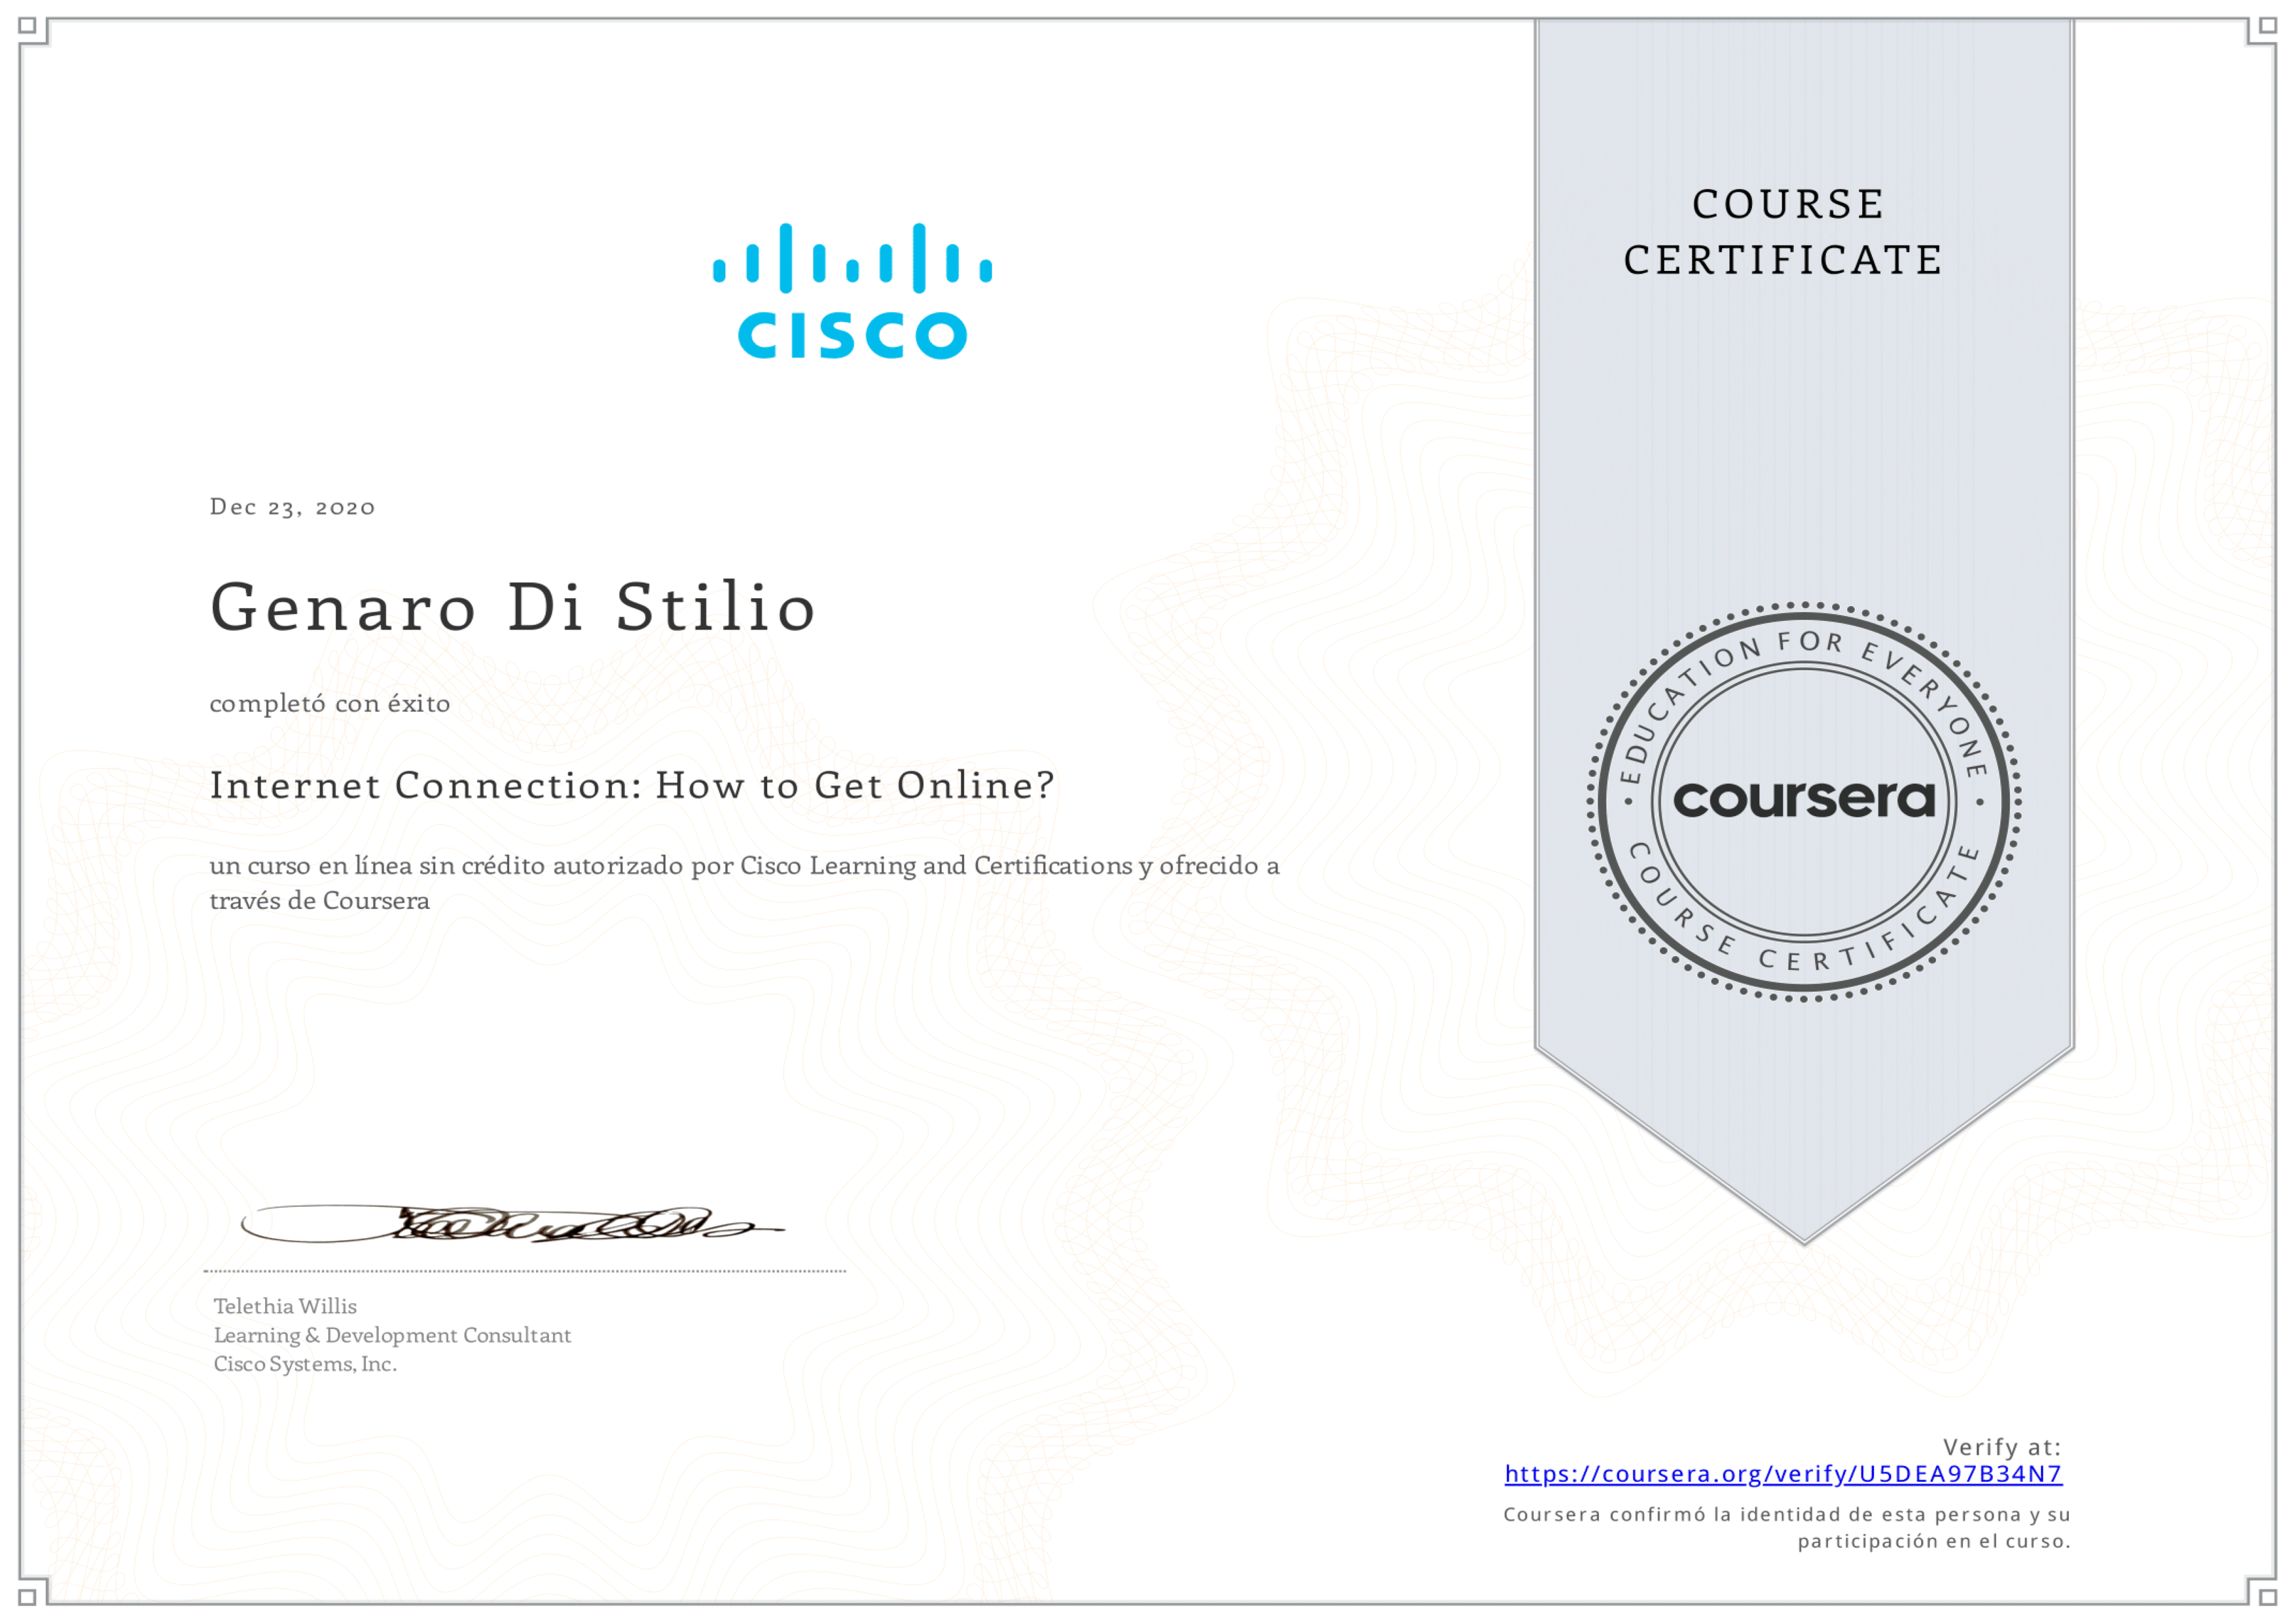 CISCO
Dec 23, 2020
Genaro Di Stilio
completó con éxito
Internet Connection: How to Get Online?
un curso en línea sin crédito autorizado por Cisco Learning and Certifications y ofrecido a
través de Coursera
Telethia Willis
Learning & Development Consultant
Cisco Systems, Inc.
COURSE
CERTIFICATE
EDUCATION FOR EVERYONE
coursera
COURSE CERTIFICATE
Verify at:
https://coursera.org/verify/U5DEA97B34N7
Coursera confirmó la identidad de esta persona y su
participación en el curso.